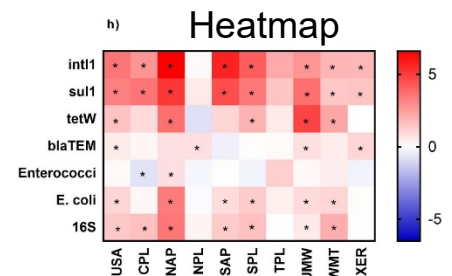 h)
Heatmap
intI1
sul1
tetW
blaTEM
Enterococci
E. coli
16S
5
0
-5
USA
CPL
NAP
NPL
SAP
SPL
TPL
UMW
WMT
XER